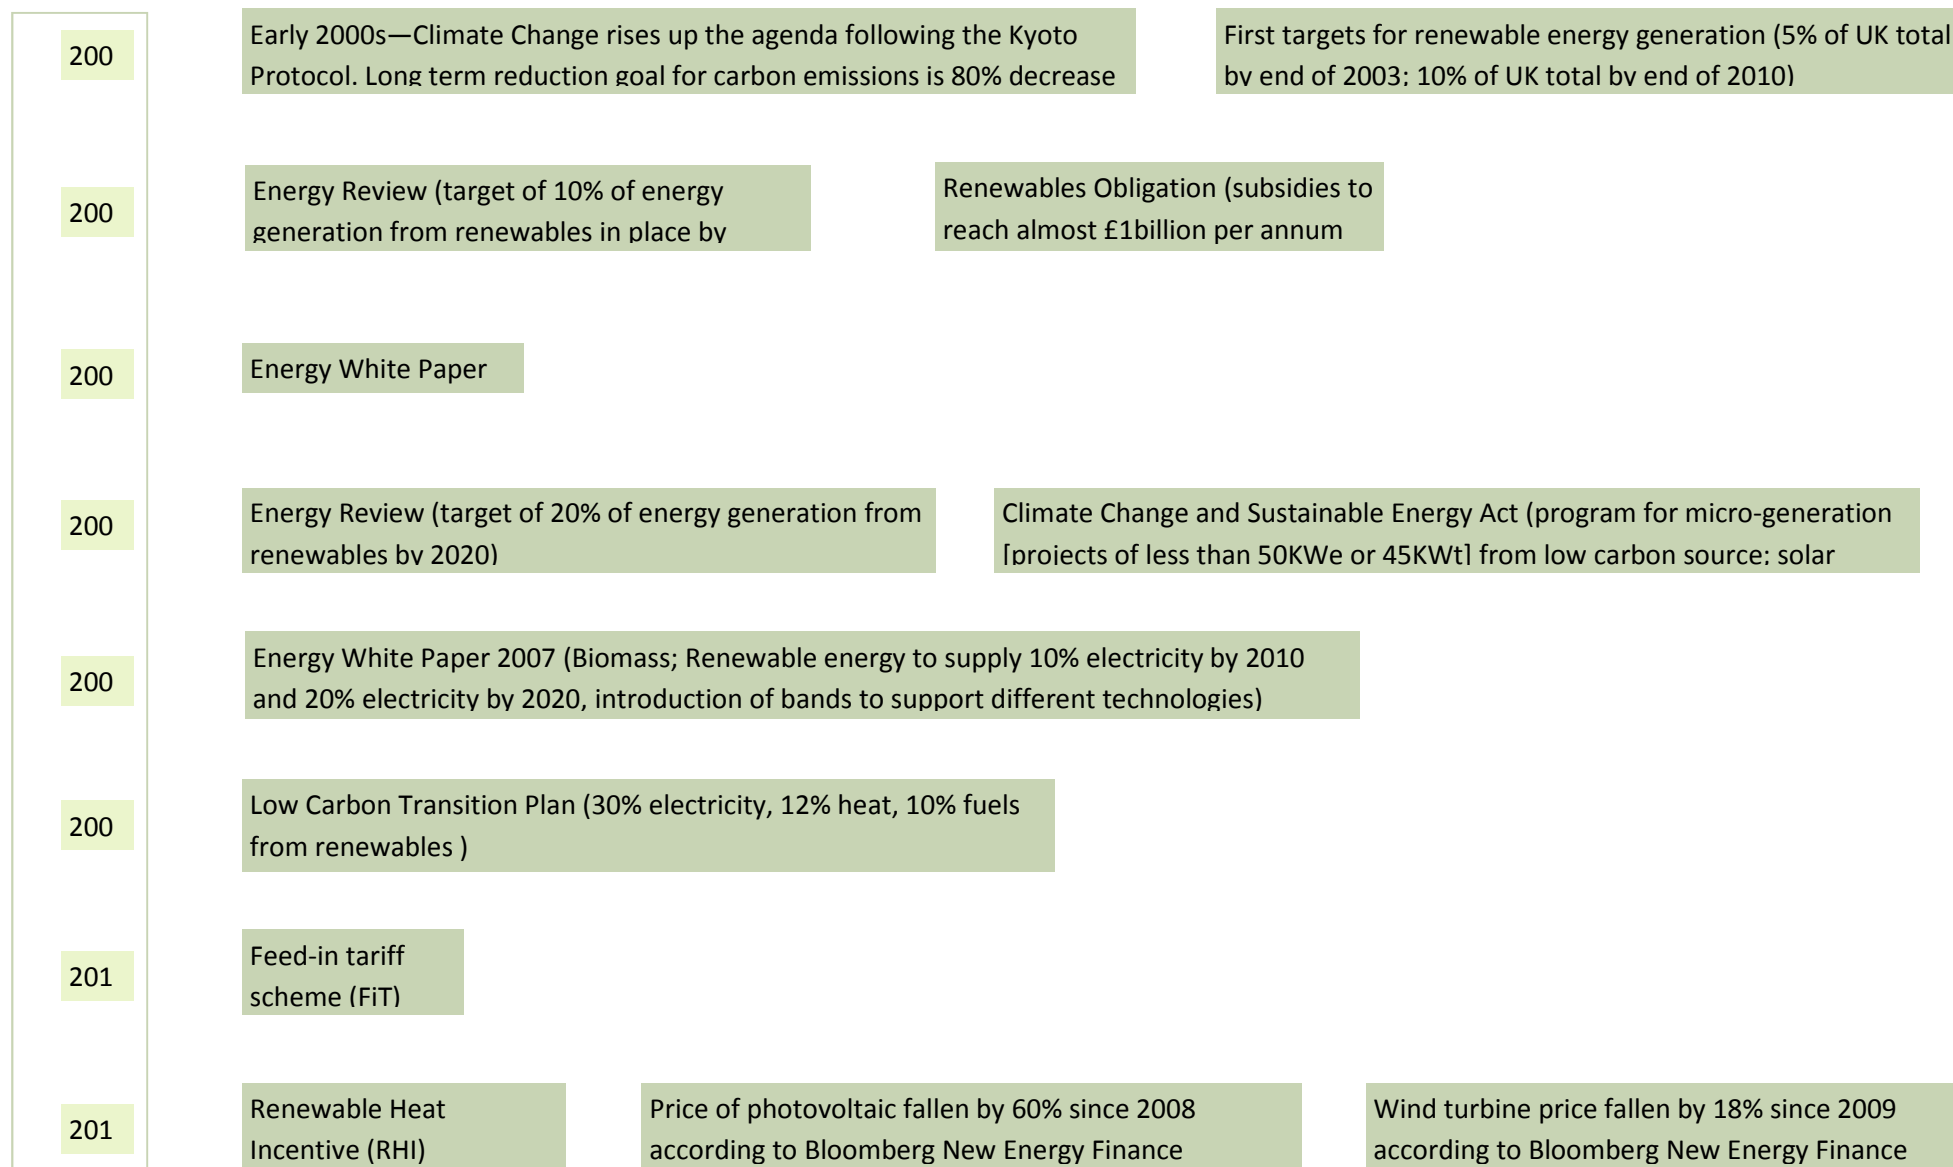 200
Early 2000s—Climate Change rises up the agenda following the Kyoto
Protocol. Long term reduction goal for carbon emissions is 80% decrease
First targets for renewable energy generation (5% of UK total
by end of 2003; 10% of UK total by end of 2010)
200
Energy Review (target of 10% of energy
generation from renewables in place by
Renewables Obligation (subsidies to
reach almost £1billion per annum
200
Energy White Paper
200
Energy Review (target of 20% of energy generation from
renewables by 2020)
Climate Change and Sustainable Energy Act (program for micro-generation
[projects of less than 50KWe or 45KWt] from low carbon source; solar
200
Energy White Paper 2007 (Biomass; Renewable energy to supply 10% electricity by 2010
and 20% electricity by 2020, introduction of bands to support different technologies)
200
Low Carbon Transition Plan (30% electricity, 12% heat, 10% fuels
from renewables )
201
Feed-in tariff
scheme (FiT)
201
Renewable Heat
Incentive (RHI)
Price of photovoltaic fallen by 60% since 2008
according to Bloomberg New Energy Finance
Wind turbine price fallen by 18% since 2009
according to Bloomberg New Energy Finance